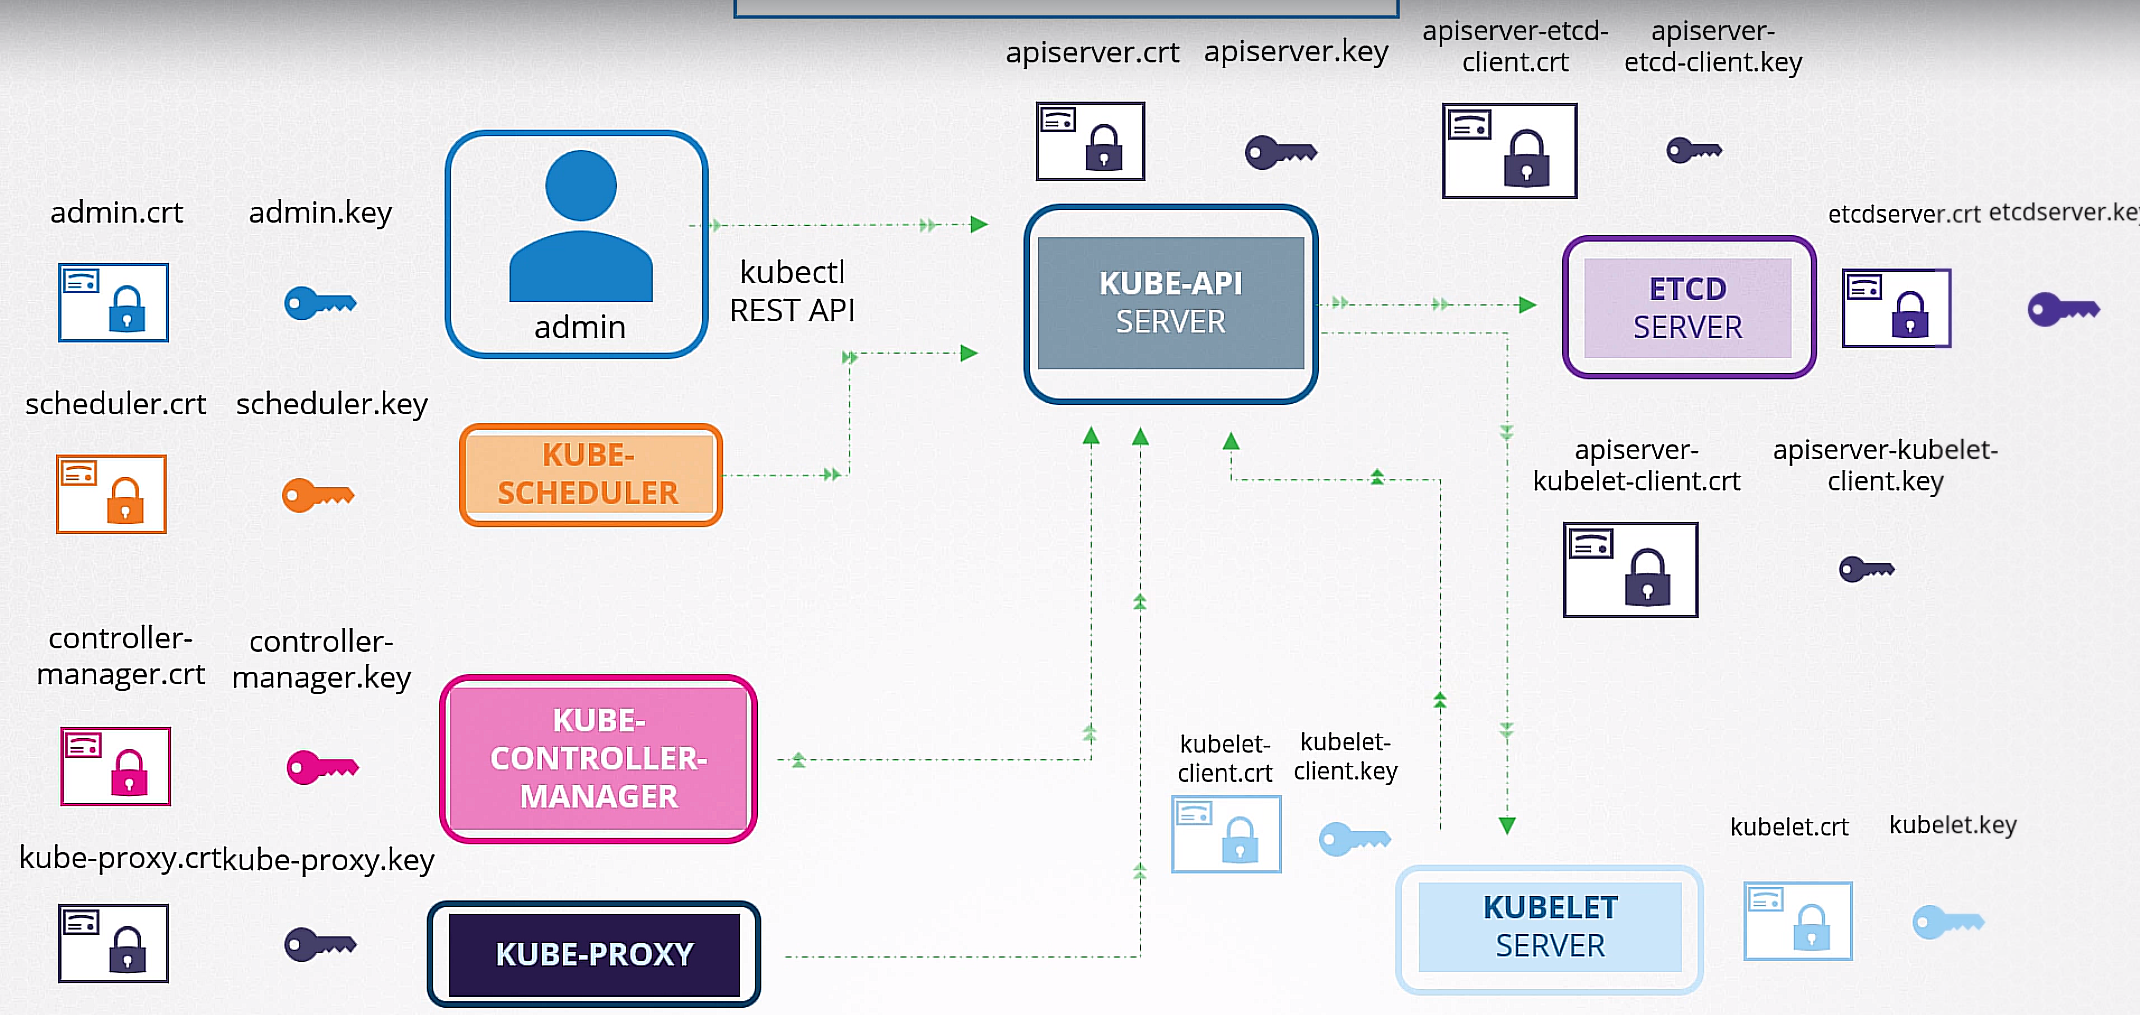 apiserver.crt apiserver.key
apiserver-etcd-
client.crt
apiserver-
etcd-client.key
admin.crt admin.key
admin
kubectl
REST API
KUBE-API
SERVER
ETCD
SERVER
etcdserver.crt etcdserver.key
scheduler.crt scheduler.key
KUBE-
SCHEDULER
apiserver-
kubelet-client.crt
apiserver-kubelet-
client.key
controller-
manager.crt
controller-
manager.key
KUBE-
CONTROLLER-
MANAGER
kubelet-
client.crt
kubelet-
client.key
kube-proxy.crt kube-proxy.key
KUBE-PROXY
KUBELET
SERVER
kubelet.crt kubelet.key